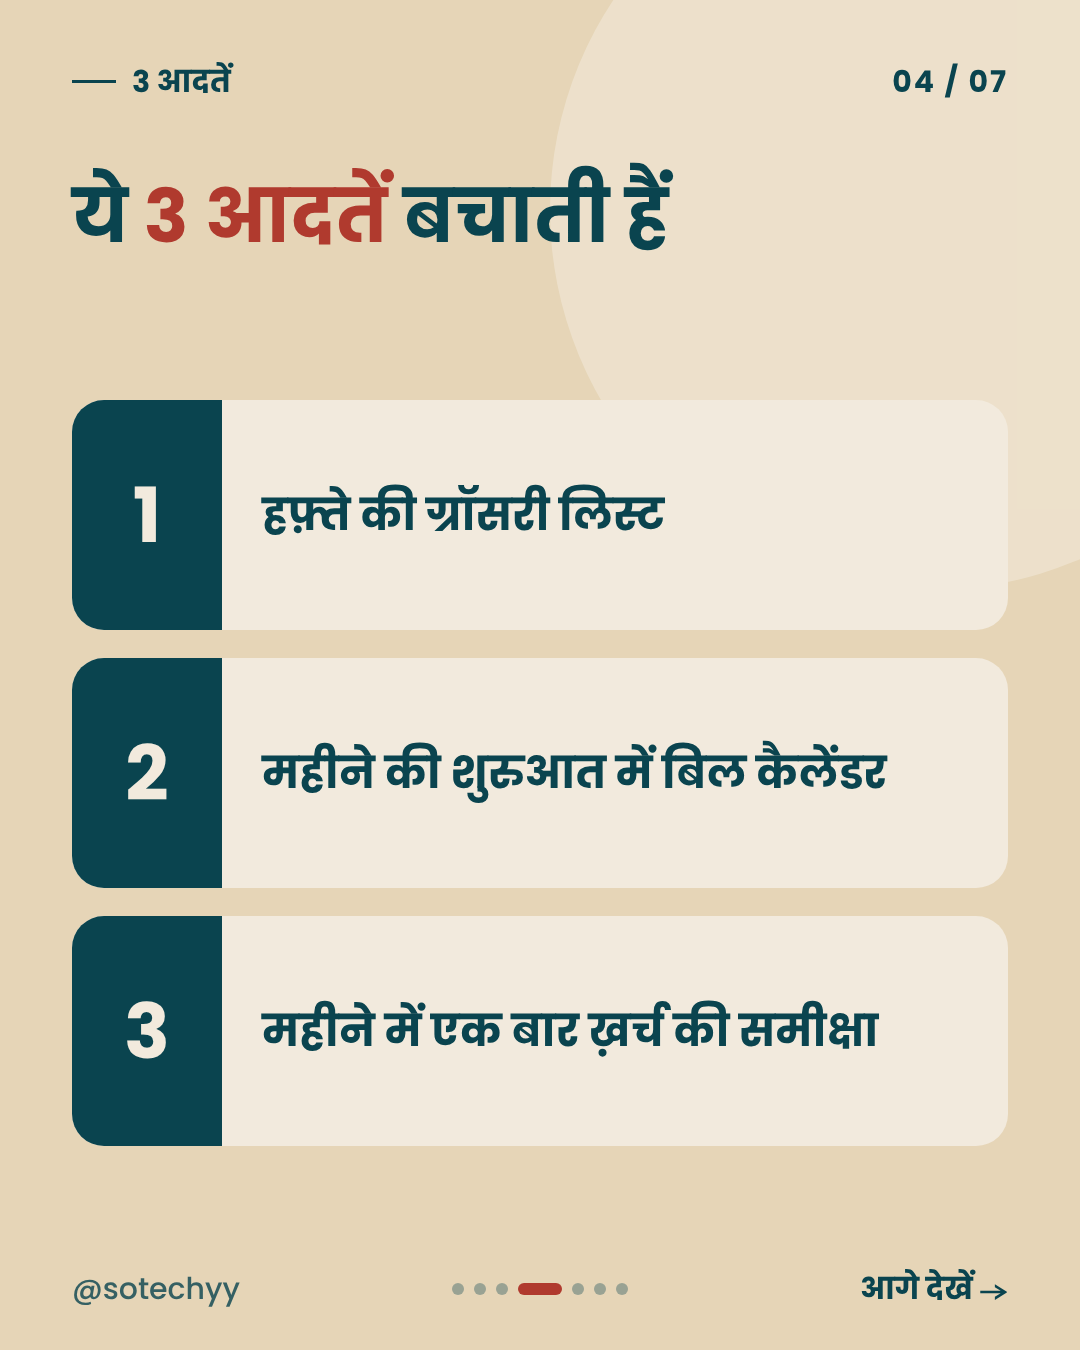 3 आदतें
04 / 07
ये 3 आदतें बचाती हैं
1
हफ़्ते की ग्रॉसरी लिस्ट
2
महीने की शुरुआत में बिल कैलेंडर
3
महीने में एक बार ख़र्च की समीक्षा
@sotechyy
आगे देखें →